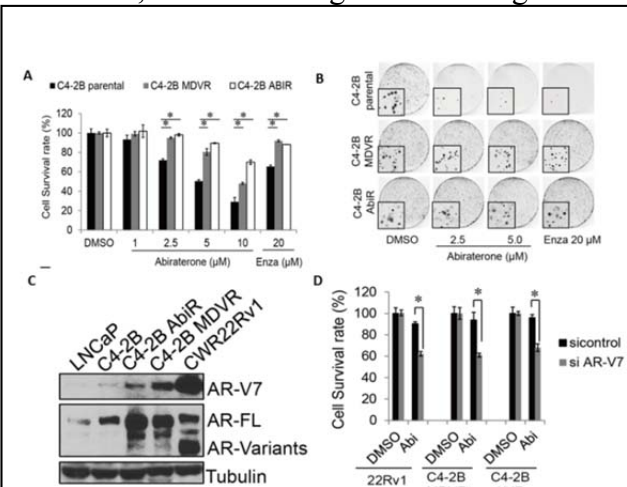 A
C4-2B parental C4-2B MDVR C4-2B ABIR
Cell Survival rate (%)
120
100
80
60
40
20
0
* * * * * * *
DMSO 1 2.5 5 10 20
Abiraterone (μM) Enza (μM)
B
C4-2B parental
C4-2B MDVR
C4-2B AbiR
DMSO 2.5 5.0 Enza 20 μM
Abiraterone (μM)
C
LNCaP
C4-2B
C4-2B AbiR
C4-2B MDVR
CWR22Rv1
AR-V7
AR-FL
AR-Variants
Tubulin
D
Cell Survival rate (%)
120
100
80
60
40
20
0
* * *
sicontrol
si AR-V7
DMSO Abi DMSO Abi DMSO Abi
22Rv1 C4-2B C4-2B